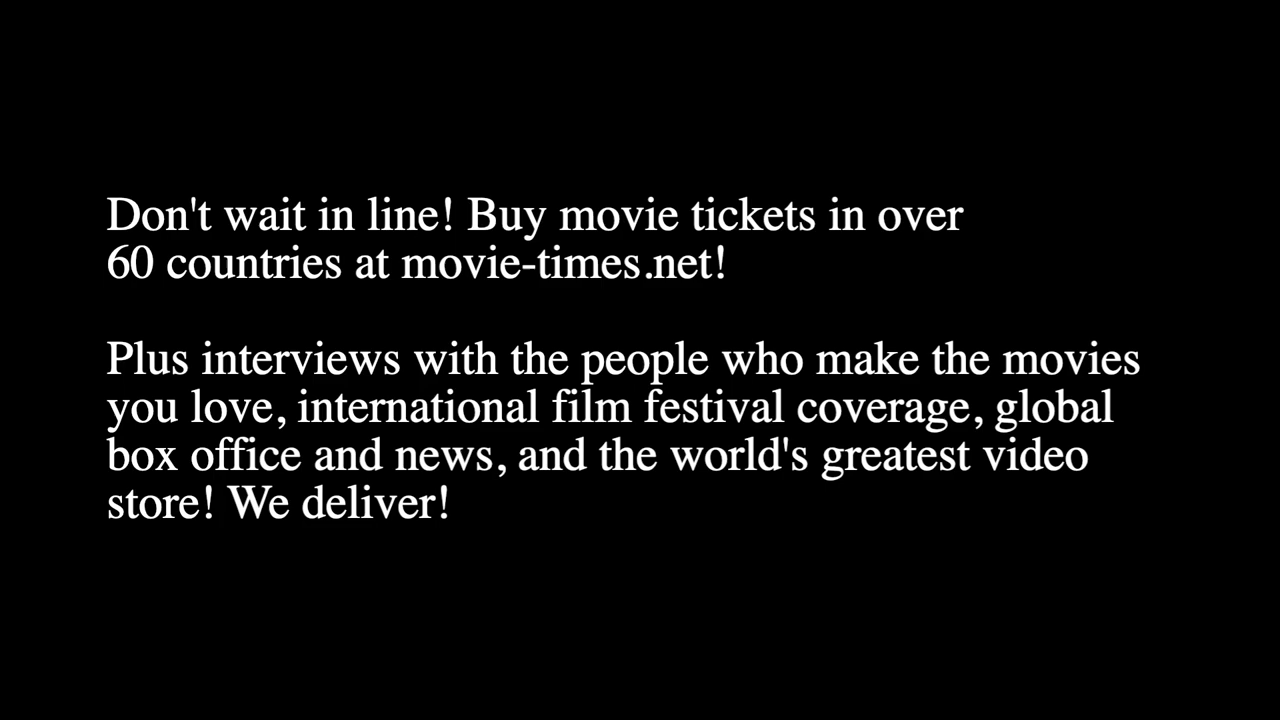 Don't wait in line! Buy movie tickets in over
60 countries at movie-times.net!
Plus interviews with the people who make the movies
you love, international film festival coverage, global
box office and news, and the world's greatest video
store! We deliver!